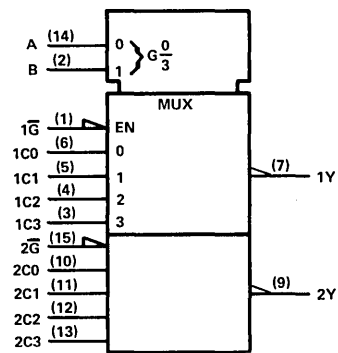 A (14) 0 G 0/3
B (2) 1
MUX
1G̅ (1) EN
1C0 (6) 0
1C1 (5) 1 (7) 1Y
1C2 (4) 2
1C3 (3) 3
2G̅ (15)
2C0 (10)
2C1 (11) (9) 2Y
2C2 (12)
2C3 (13)